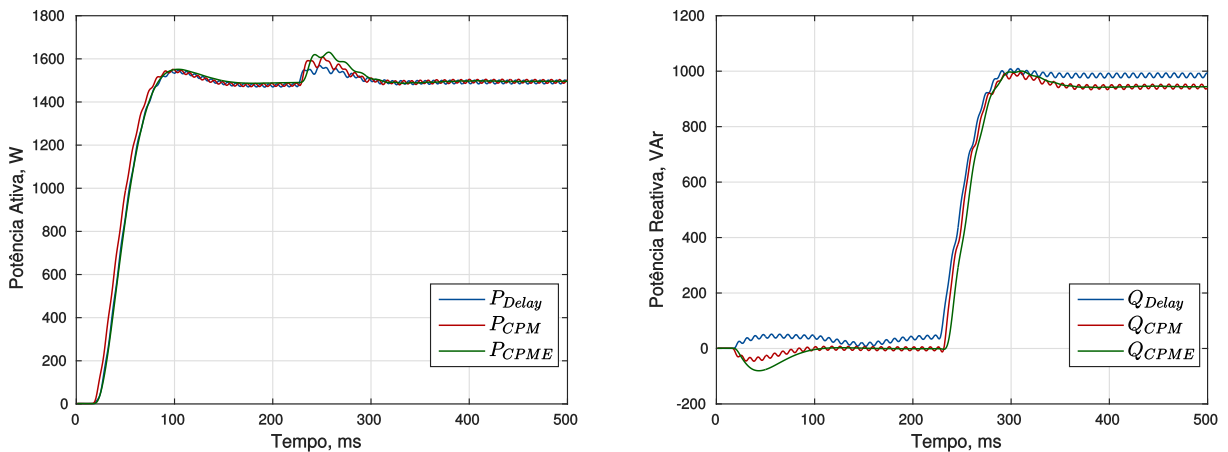 1800
1600
1400
1200
1000
800
600
400
200
0
0 100 200 300 400 500
Potência Ativa, W
Tempo, ms
P_Delay
P_CPM
P_CPME
1200
1000
800
600
400
200
0
-200
0 100 200 300 400 500
Potência Reativa, VAr
Tempo, ms
Q_Delay
Q_CPM
Q_CPME